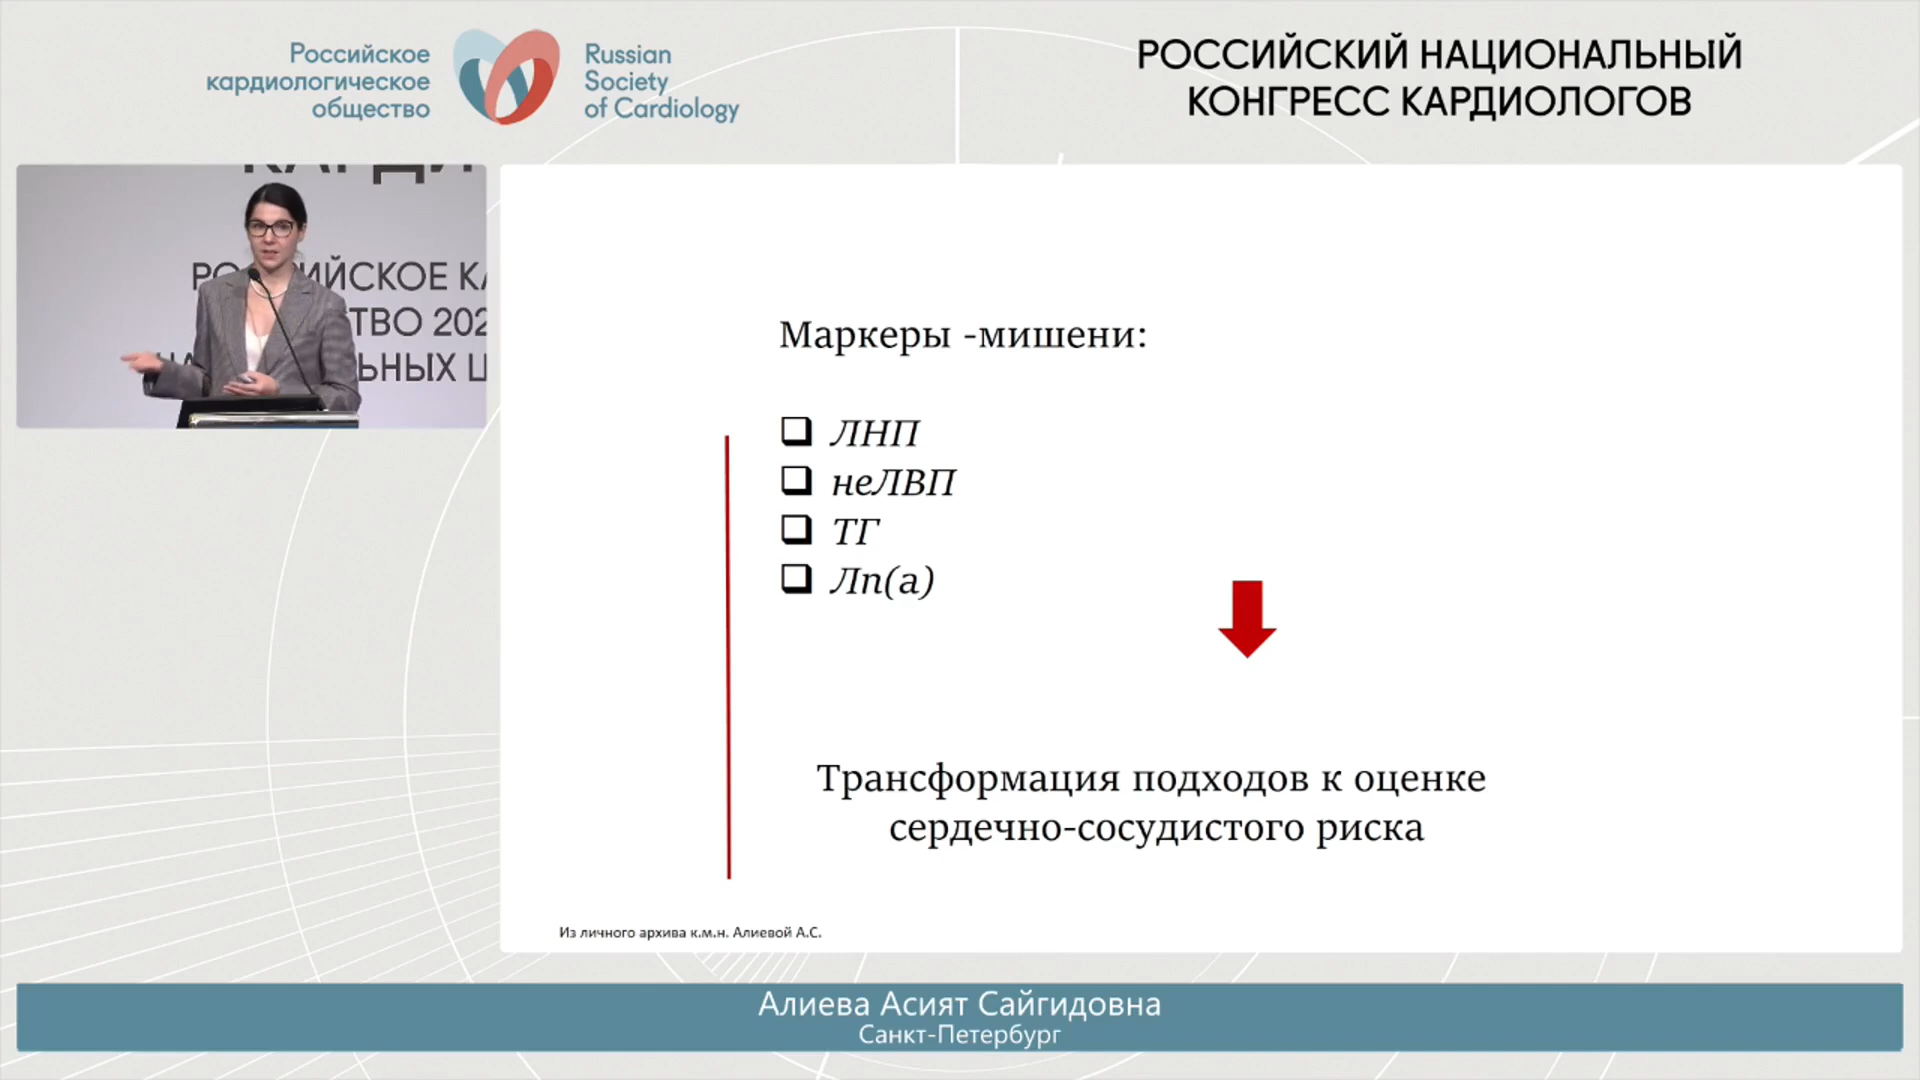 Российское
кардиологическое
общество
Russian
Society
of Cardiology
РОССИЙСКИЙ НАЦИОНАЛЬНЫЙ
КОНГРЕСС КАРДИОЛОГОВ
Маркеры -мишени:
ЛНП
неЛВП
ТГ
Лп(а)
Трансформация подходов к оценке
сердечно-сосудистого риска
Из личного архива к.м.н. Алиевой А.С.
Алиева Асият Сайгидовна
Санкт-Петербург